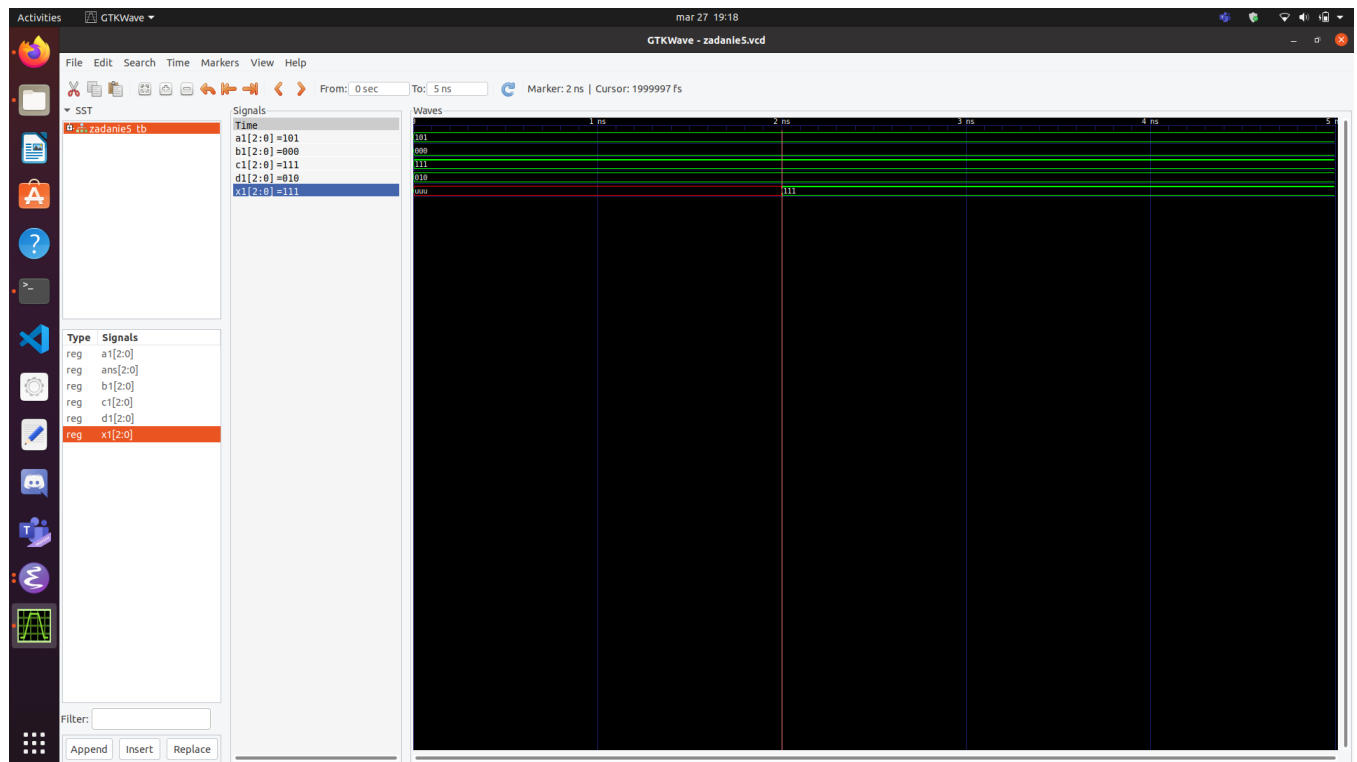 Activities GTKWave mar 27 19:18
GTKWave - zadanie5.vcd
File Edit Search Time Markers View Help
From: 0 sec To: 5 ns Marker: 2 ns | Cursor: 1999997 fs
SST
zadanie5_tb
Type Signals
reg a1[2:0]
reg ans[2:0]
reg b1[2:0]
reg c1[2:0]
reg d1[2:0]
reg x1[2:0]
Filter:
Append Insert Replace
Signals
Time
a1[2:0] =101
b1[2:0] =000
c1[2:0] =111
d1[2:0] =010
x1[2:0] =111
Waves
0 1 ns 2 ns 3 ns 4 ns 5 n
101
000
111
010
uuu 111